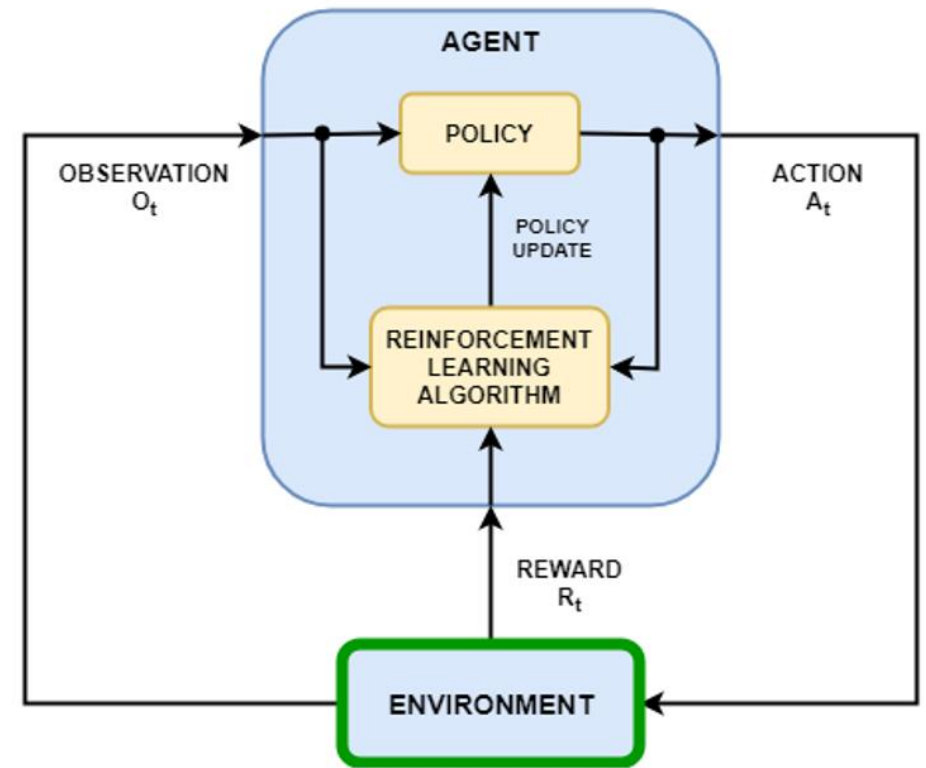 AGENT
POLICY
OBSERVATION
Oₜ
ACTION
Aₜ
POLICY
UPDATE
REINFORCEMENT
LEARNING
ALGORITHM
REWARD
Rₜ
ENVIRONMENT